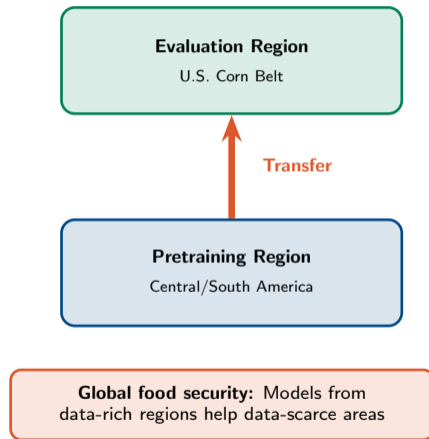 Evaluation Region
U.S. Corn Belt
Transfer
Pretraining Region
Central/South America
Global food security: Models from
data-rich regions help data-scarce areas